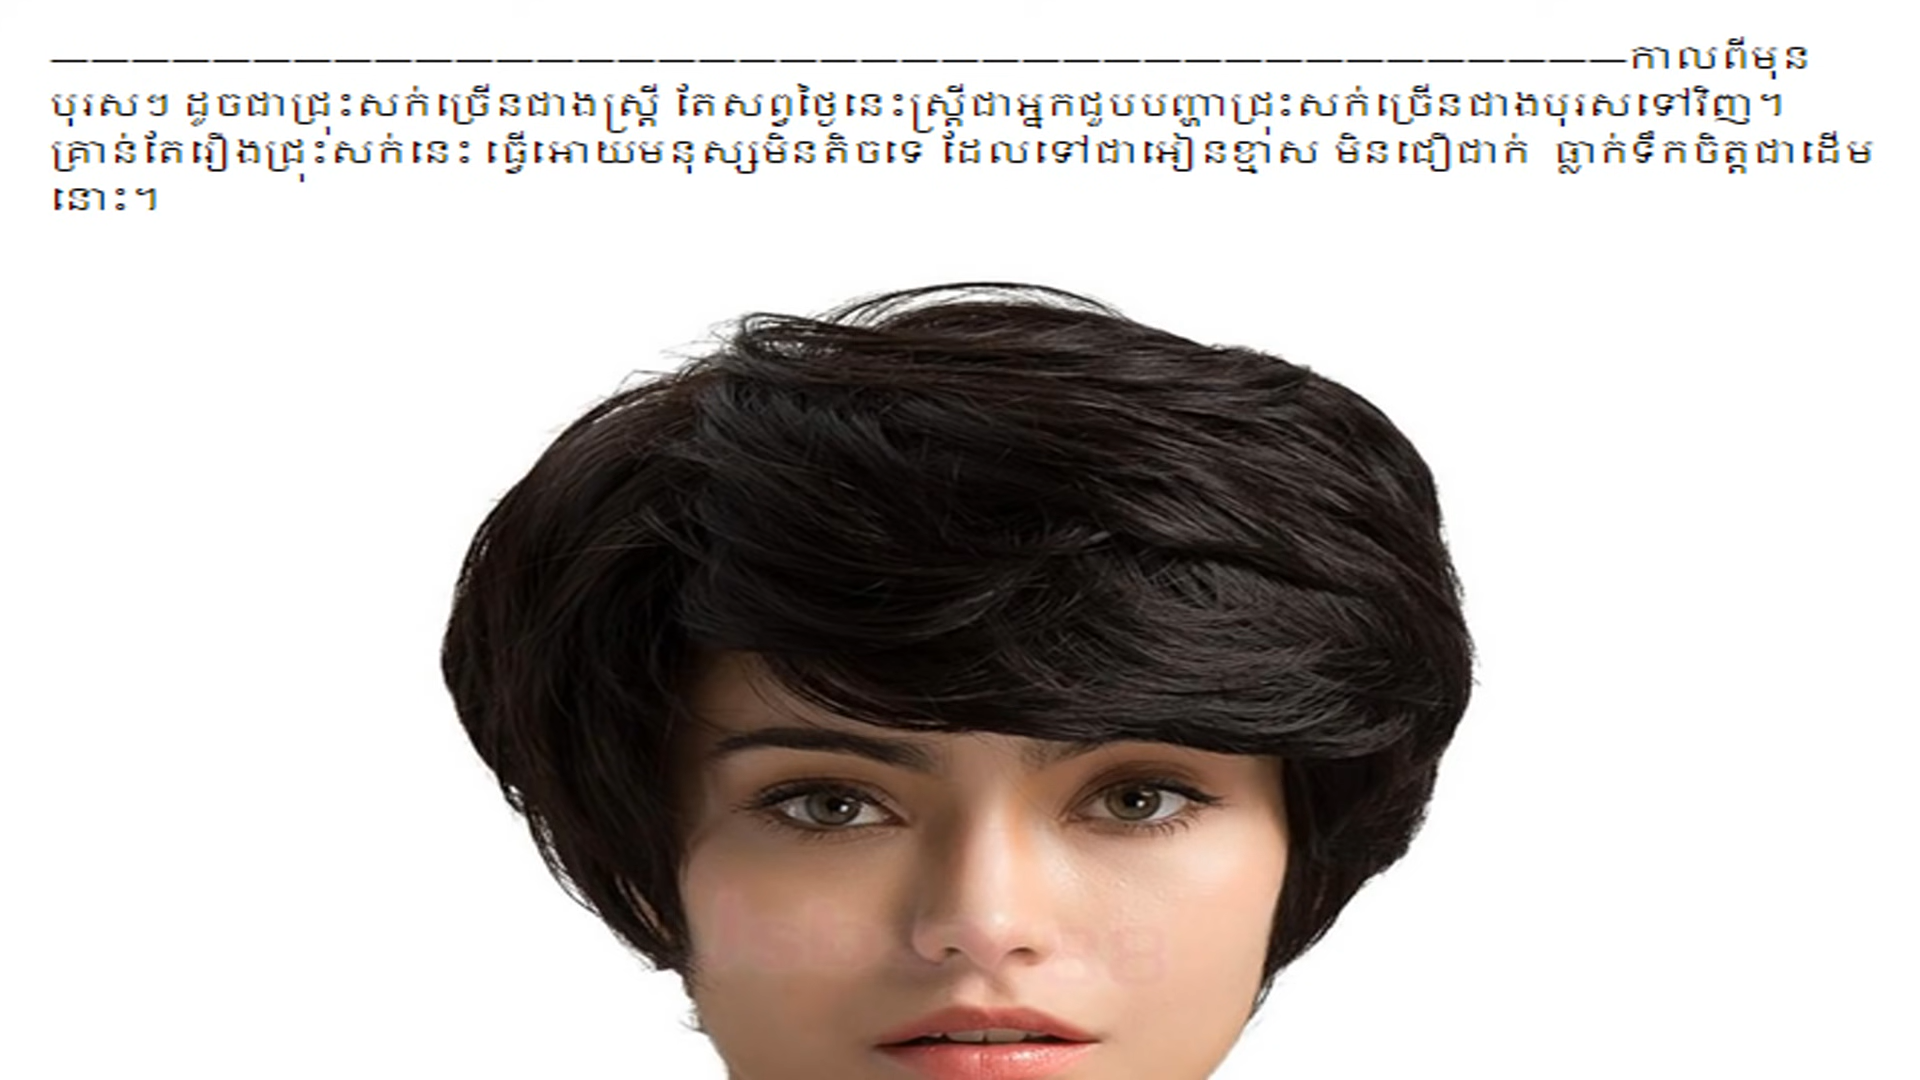 ———————————————————————————————————————កាលពីមុន
បុរសៗ ដូចជាជ្រុះសក់ច្រើនជាងស្ត្រី តែសព្វថ្ងៃនេះស្ត្រីជាអ្នកជួបបញ្ហាជ្រុះសក់ច្រើនជាងបុរសទៅវិញ។
គ្រាន់តែរឿងជ្រុះសក់នេះ ធ្វើអោយមនុស្សមិនតិចទេ ដែលទៅជាអៀនខ្មាស មិនជឿជាក់ ធ្លាក់ទឹកចិត្តជាដើម
នោះ។